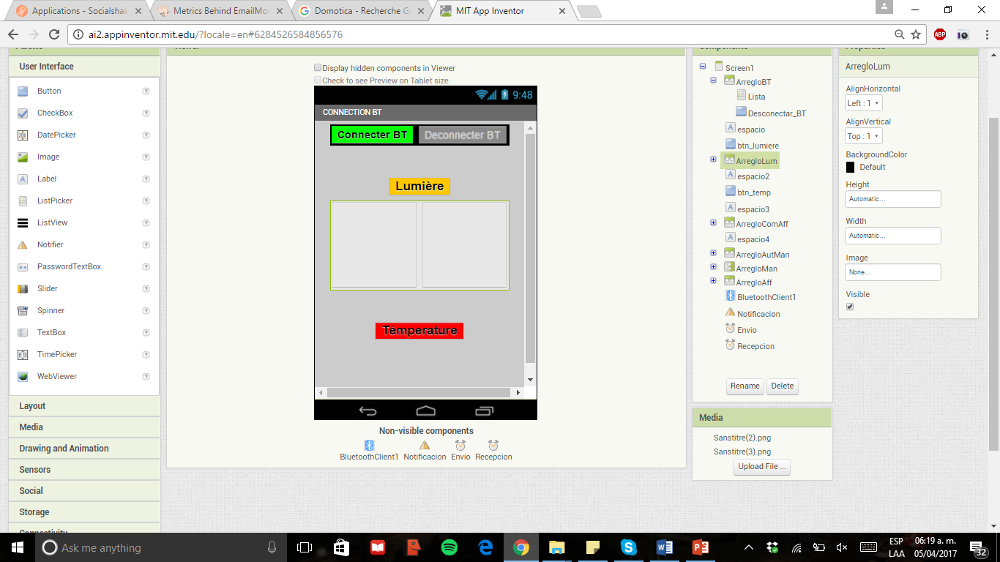 Applications - Socialshak
Metrics Behind EmailMo
Domotica - Recherche G
MIT App Inventor
ai2.appinventor.mit.edu/?locale=en#6284526584856576
ABP
User Interface
Button
CheckBox
DatePicker
Image
Label
ListPicker
ListView
Notifier
PasswordTextBox
Slider
Spinner
TextBox
TimePicker
WebViewer
Layout
Media
Drawing and Animation
Sensors
Social
Storage
Connectivity
Display hidden components in Viewer
Check to see Preview on Tablet size.
9:48
CONNECTION BT
Connecter BT
Deconnecter BT
Lumière
Témperature
Non-visible components
BluetoothClient1
Notificacion
Envio
Recepcion
Components
Screen1
ArregloBT
Lista
Desconectar_BT
espacio
btn_lumiere
ArregloLum
espacio2
btn_temp
espacio3
ArregloComAff
espacio4
ArregloAutMan
ArregloMan
ArregloAff
BluetoothClient1
Notificacion
Envio
Recepcion
Rename
Delete
Media
Sanstitre(2).png
Sanstitre(3).png
Upload File ...
Properties
ArregloLum
AlignHorizontal
Left : 1
AlignVertical
Top : 1
BackgroundColor
Default
Height
Automatic...
Width
Automatic...
Image
None...
Visible
Ask me anything
ESP
LAA
06:19 a. m.
05/04/2017
32